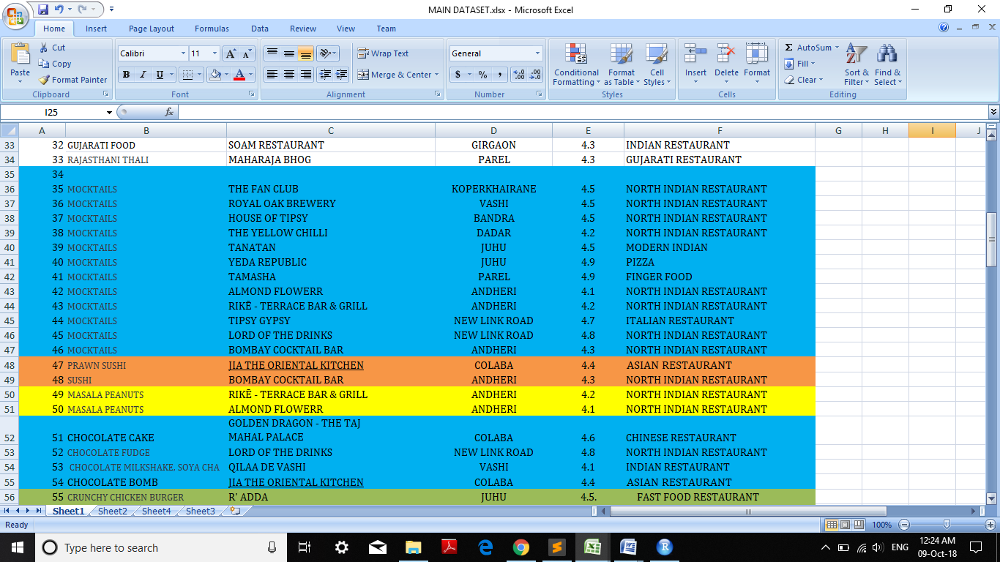 MAIN DATASET.xlsx - Microsoft Excel
Home Insert Page Layout Formulas Data Review View Team
Cut
Copy
Format Painter
Paste
Clipboard
Calibri 11
B I U
Font
Wrap Text
Merge & Center
Alignment
General
$ % ,
Number
Conditional Formatting
Format as Table
Cell Styles
Styles
Insert Delete Format
Cells
AutoSum
Fill
Clear
Sort & Filter
Find & Select
Editing
I25 fx
A B C D E F G H I J
33 32 GUJARATI FOOD SOAM RESTAURANT GIRGAON 4.3 INDIAN RESTAURANT
34 33 RAJASTHANI THALI MAHARAJA BHOG PAREL 4.3 GUJARATI RESTAURANT
35 34
36 35 MOCKTAILS THE FAN CLUB KOPERKHAIRANE 4.5 NORTH INDIAN RESTAURANT
37 36 MOCKTAILS ROYAL OAK BREWERY VASHI 4.5 NORTH INDIAN RESTAURANT
38 37 MOCKTAILS HOUSE OF TIPSY BANDRA 4.5 NORTH INDIAN RESTAURANT
39 38 MOCKTAILS THE YELLOW CHILLI DADAR 4.2 NORTH INDIAN RESTAURANT
40 39 MOCKTAILS TANATAN JUHU 4.5 MODERN INDIAN
41 40 MOCKTAILS YEDA REPUBLIC JUHU 4.9 PIZZA
42 41 MOCKTAILS TAMASHA PAREL 4.9 FINGER FOOD
43 42 MOCKTAILS ALMOND FLOWERR ANDHERI 4.1 NORTH INDIAN RESTAURANT
44 43 MOCKTAILS RIKĒ - TERRACE BAR & GRILL ANDHERI 4.2 NORTH INDIAN RESTAURANT
45 44 MOCKTAILS TIPSY GYPSY NEW LINK ROAD 4.7 ITALIAN RESTAURANT
46 45 MOCKTAILS LORD OF THE DRINKS NEW LINK ROAD 4.8 NORTH INDIAN RESTAURANT
47 46 MOCKTAILS BOMBAY COCKTAIL BAR ANDHERI 4.3 NORTH INDIAN RESTAURANT
48 47 PRAWN SUSHI JIA THE ORIENTAL KITCHEN COLABA 4.4 ASIAN RESTAURANT
49 48 SUSHI BOMBAY COCKTAIL BAR ANDHERI 4.3 NORTH INDIAN RESTAURANT
50 49 MASALA PEANUTS RIKĒ - TERRACE BAR & GRILL ANDHERI 4.2 NORTH INDIAN RESTAURANT
51 50 MASALA PEANUTS ALMOND FLOWERR ANDHERI 4.1 NORTH INDIAN RESTAURANT
GOLDEN DRAGON - THE TAJ
52 51 CHOCOLATE CAKE MAHAL PALACE COLABA 4.6 CHINESE RESTAURANT
53 52 CHOCOLATE FUDGE LORD OF THE DRINKS NEW LINK ROAD 4.8 NORTH INDIAN RESTAURANT
54 53 CHOCOLATE MILKSHAKE, SOYA CHA QILAA DE VASHI VASHI 4.1 INDIAN RESTAURANT
55 54 CHOCOLATE BOMB JIA THE ORIENTAL KITCHEN COLABA 4.4 ASIAN RESTAURANT
56 55 CRUNCHY CHICKEN BURGER R' ADDA JUHU 4.5. FAST FOOD RESTAURANT
Sheet1 Sheet2 Sheet4 Sheet3
Ready 100%
Type here to search
ENG
12:24 AM
09-Oct-18